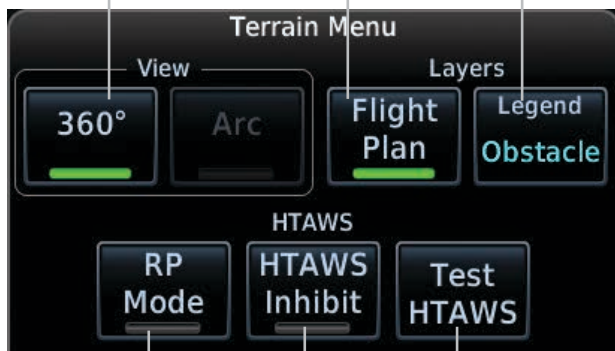 Terrain Menu
View
Layers
360°
Arc
Flight
Plan
Legend
Obstacle
HTAWS
RP
Mode
HTAWS
Inhibit
Test
HTAWS